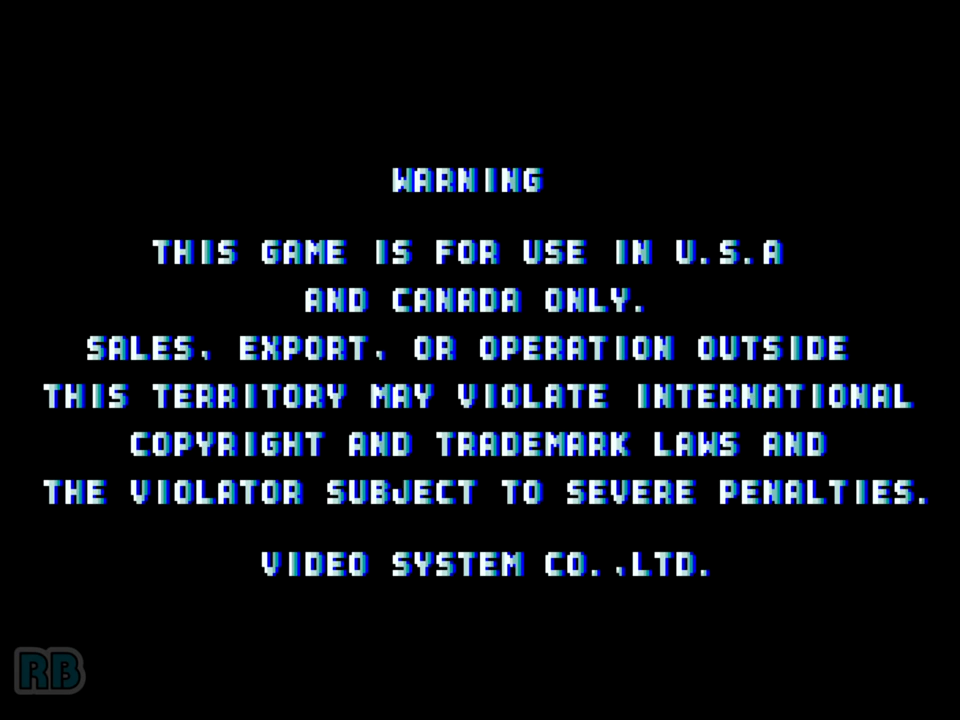 WARNING
THIS GAME IS FOR USE IN U.S.A
AND CANADA ONLY.
SALES, EXPORT, OR OPERATION OUTSIDE
THIS TERRITORY MAY VIOLATE INTERNATIONAL
COPYRIGHT AND TRADEMARK LAWS AND
THE VIOLATOR SUBJECT TO SEVERE PENALTIES.
VIDEO SYSTEM CO.,LTD.
RB